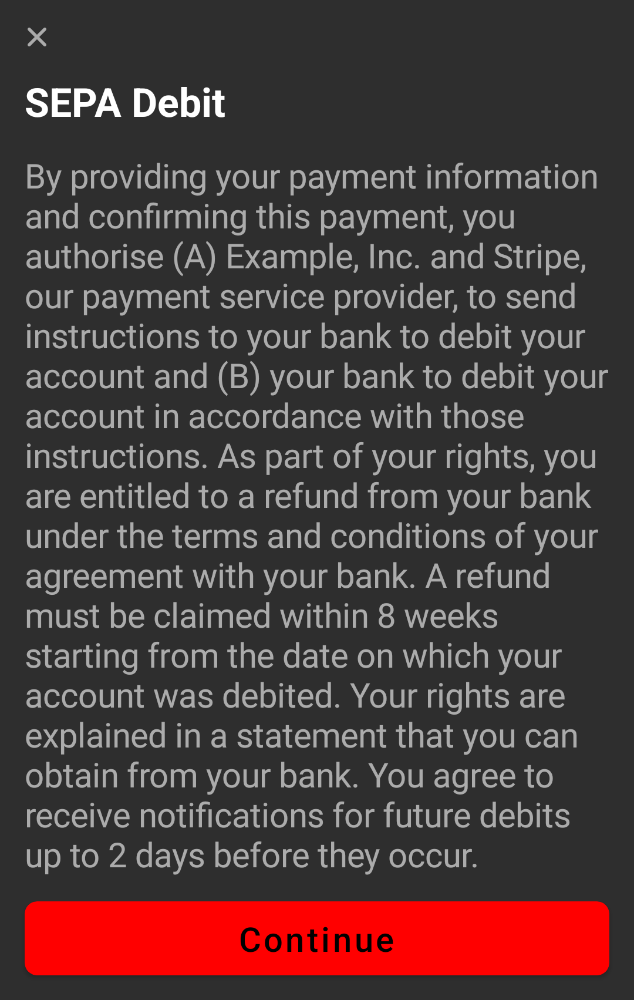 SEPA Debit
By providing your payment information
and confirming this payment, you
authorise (A) Example, Inc. and Stripe,
our payment service provider, to send
instructions to your bank to debit your
account and (B) your bank to debit your
account in accordance with those
instructions. As part of your rights, you
are entitled to a refund from your bank
under the terms and conditions of your
agreement with your bank. A refund
must be claimed within 8 weeks
starting from the date on which your
account was debited. Your rights are
explained in a statement that you can
obtain from your bank. You agree to
receive notifications for future debits
up to 2 days before they occur.
Continue